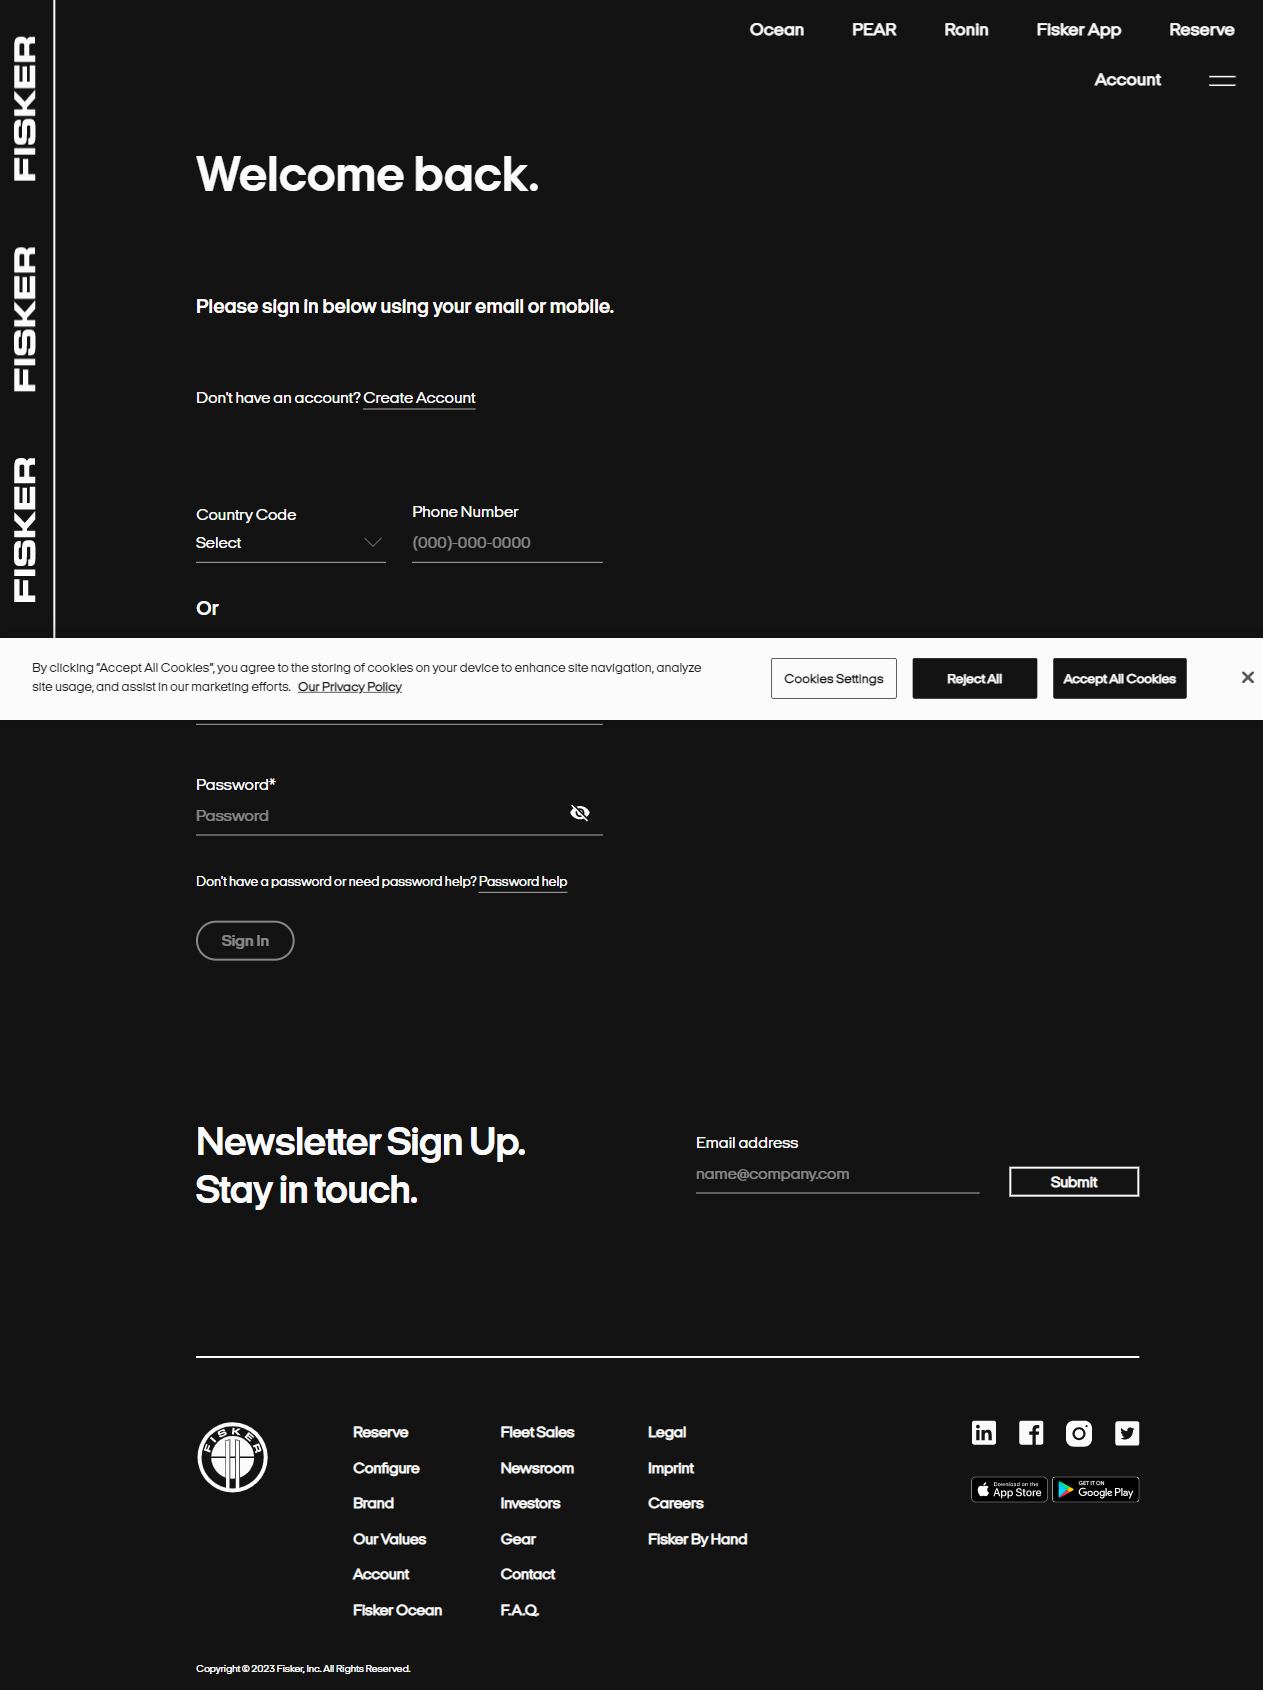 FISKER
FISKER
FISKER
Ocean
PEAR
Ronin
Fisker App
Reserve
Account
Welcome back.
Please sign in below using your email or mobile.
Don't have an account? Create Account
Country Code
Select
Phone Number
(000)-000-0000
Or
By clicking “Accept All Cookies”, you agree to the storing of cookies on your device to enhance site navigation, analyze
site usage, and assist in our marketing efforts. Our Privacy Policy
Cookies Settings
Reject All
Accept All Cookies
Password*
Password
Don't have a password or need password help? Password help
Sign In
Newsletter Sign Up.
Stay in touch.
Email address
name@company.com
Submit
FISKER
Reserve
Configure
Brand
Our Values
Account
Fisker Ocean
Fleet Sales
Newsroom
Investors
Gear
Contact
F.A.Q.
Legal
Imprint
Careers
Fisker By Hand
in
Download on the
App Store
GET IT ON
Google Play
Copyright © 2023 Fisker, Inc. All Rights Reserved.